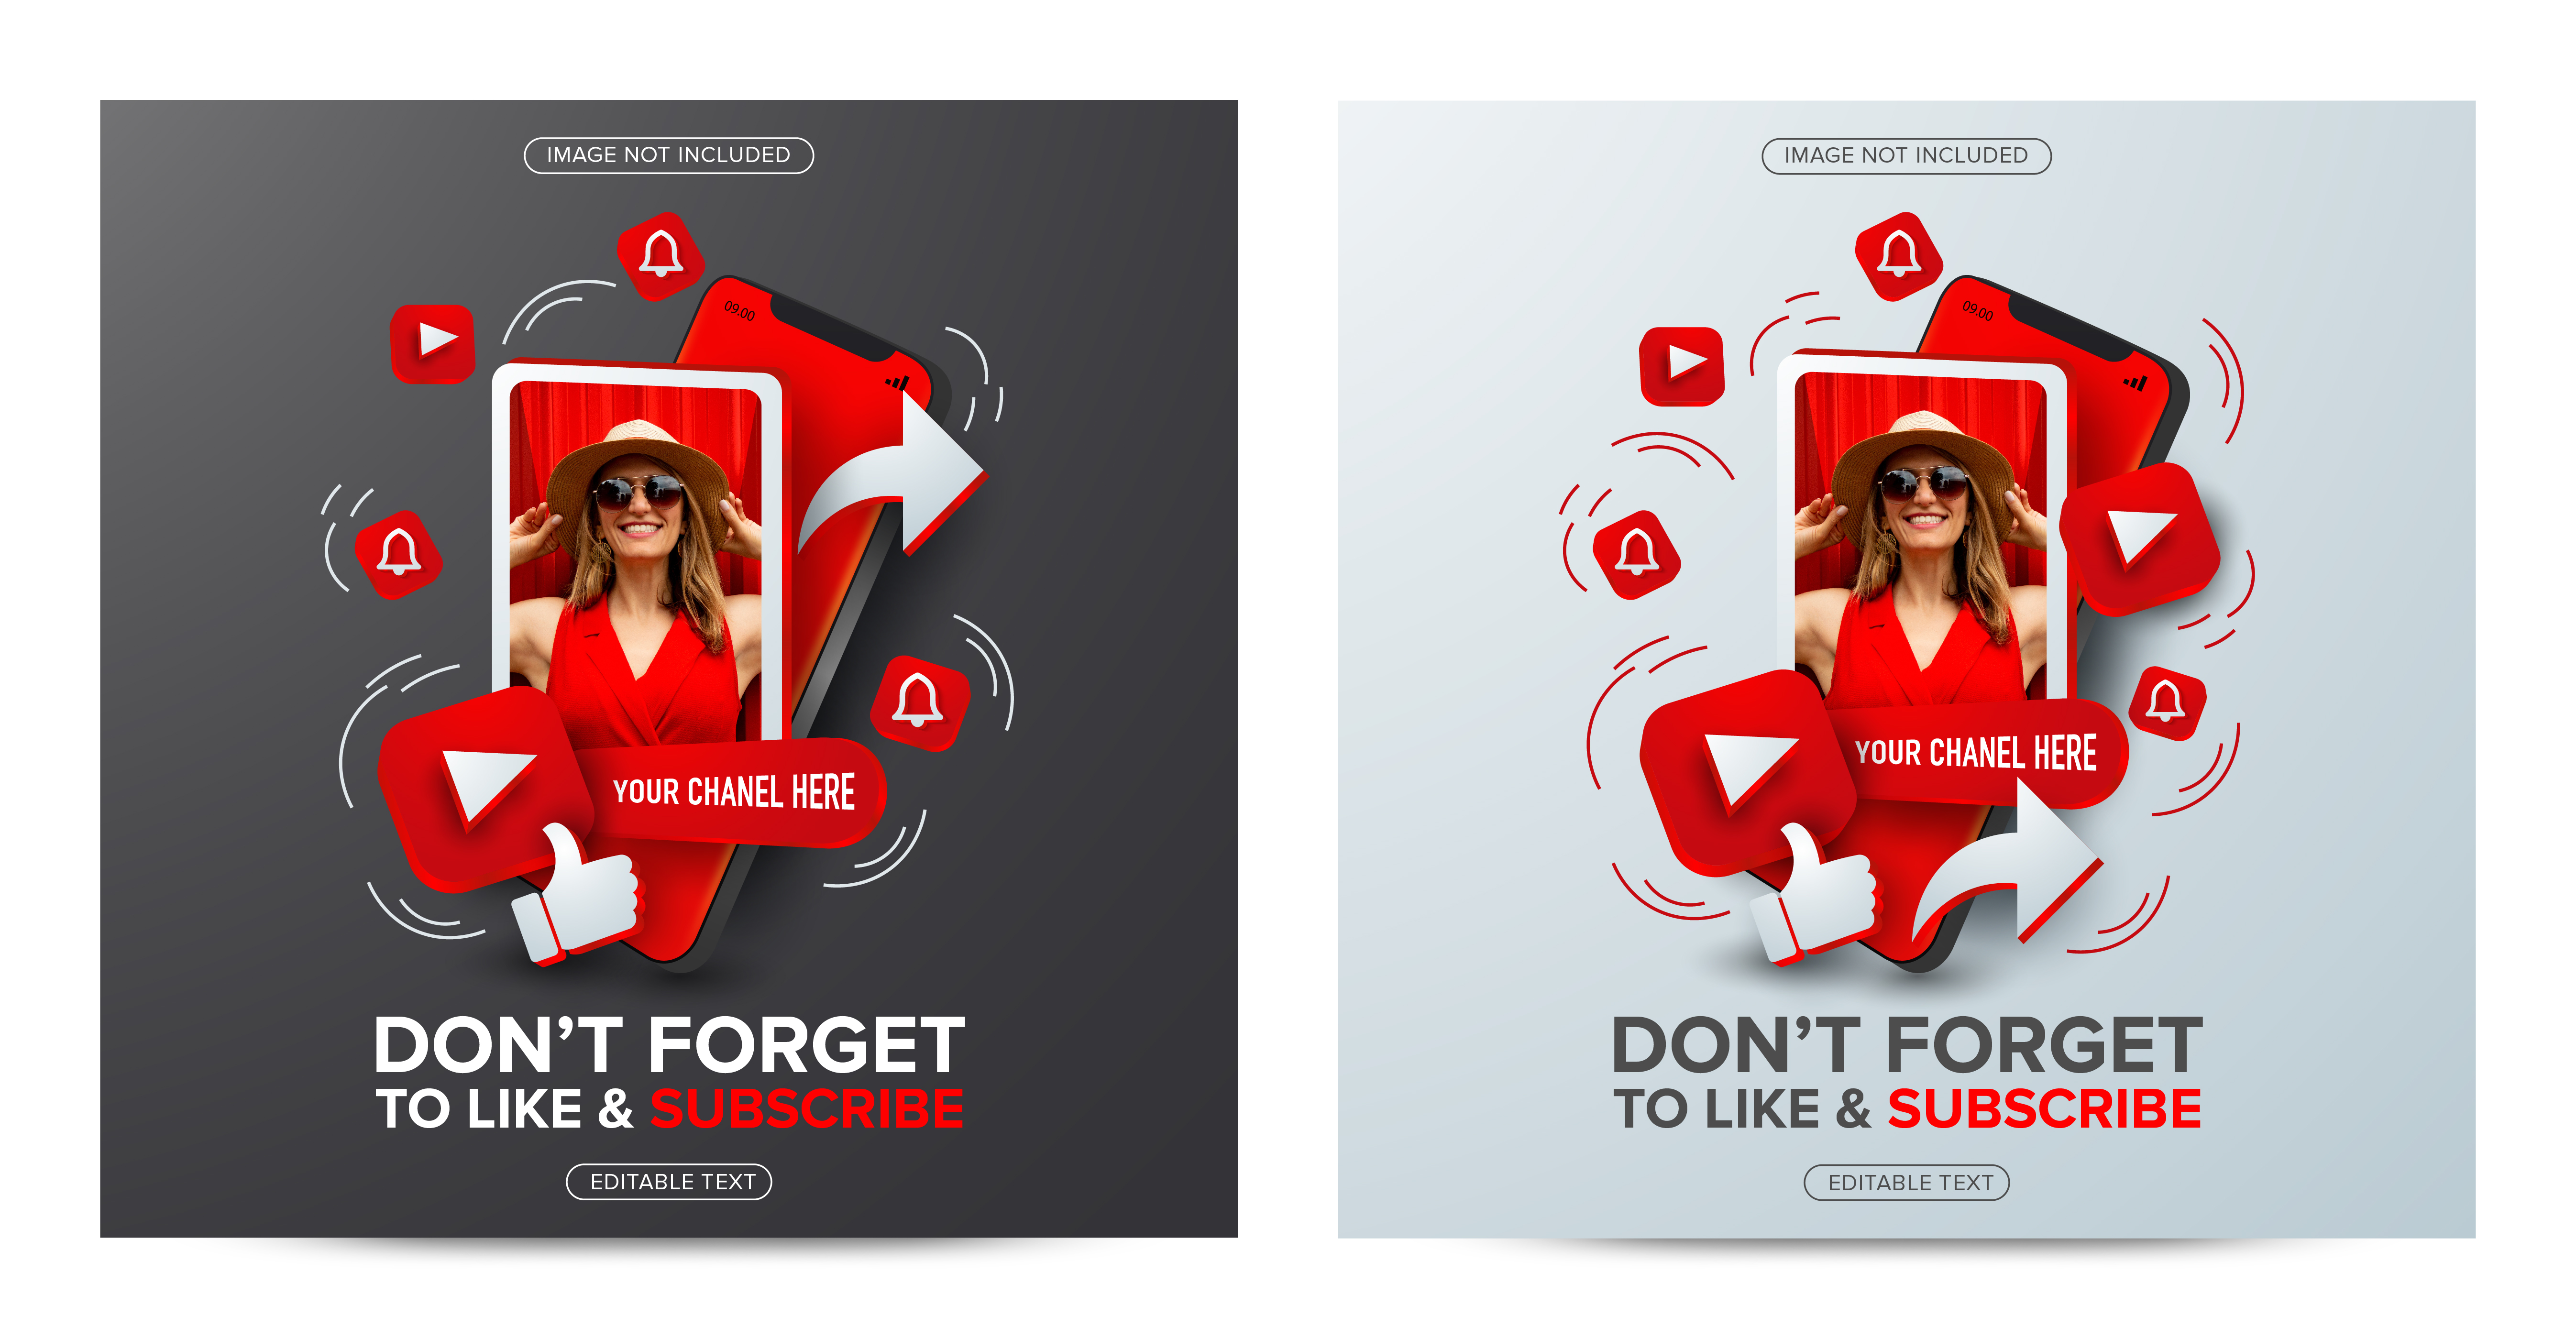 IMAGE NOT INCLUDED
09.00
YOUR CHANEL HERE
DON'T FORGET
TO LIKE & SUBSCRIBE
EDITABLE TEXT
IMAGE NOT INCLUDED
09.00
YOUR CHANEL HERE
DON'T FORGET
TO LIKE & SUBSCRIBE
EDITABLE TEXT